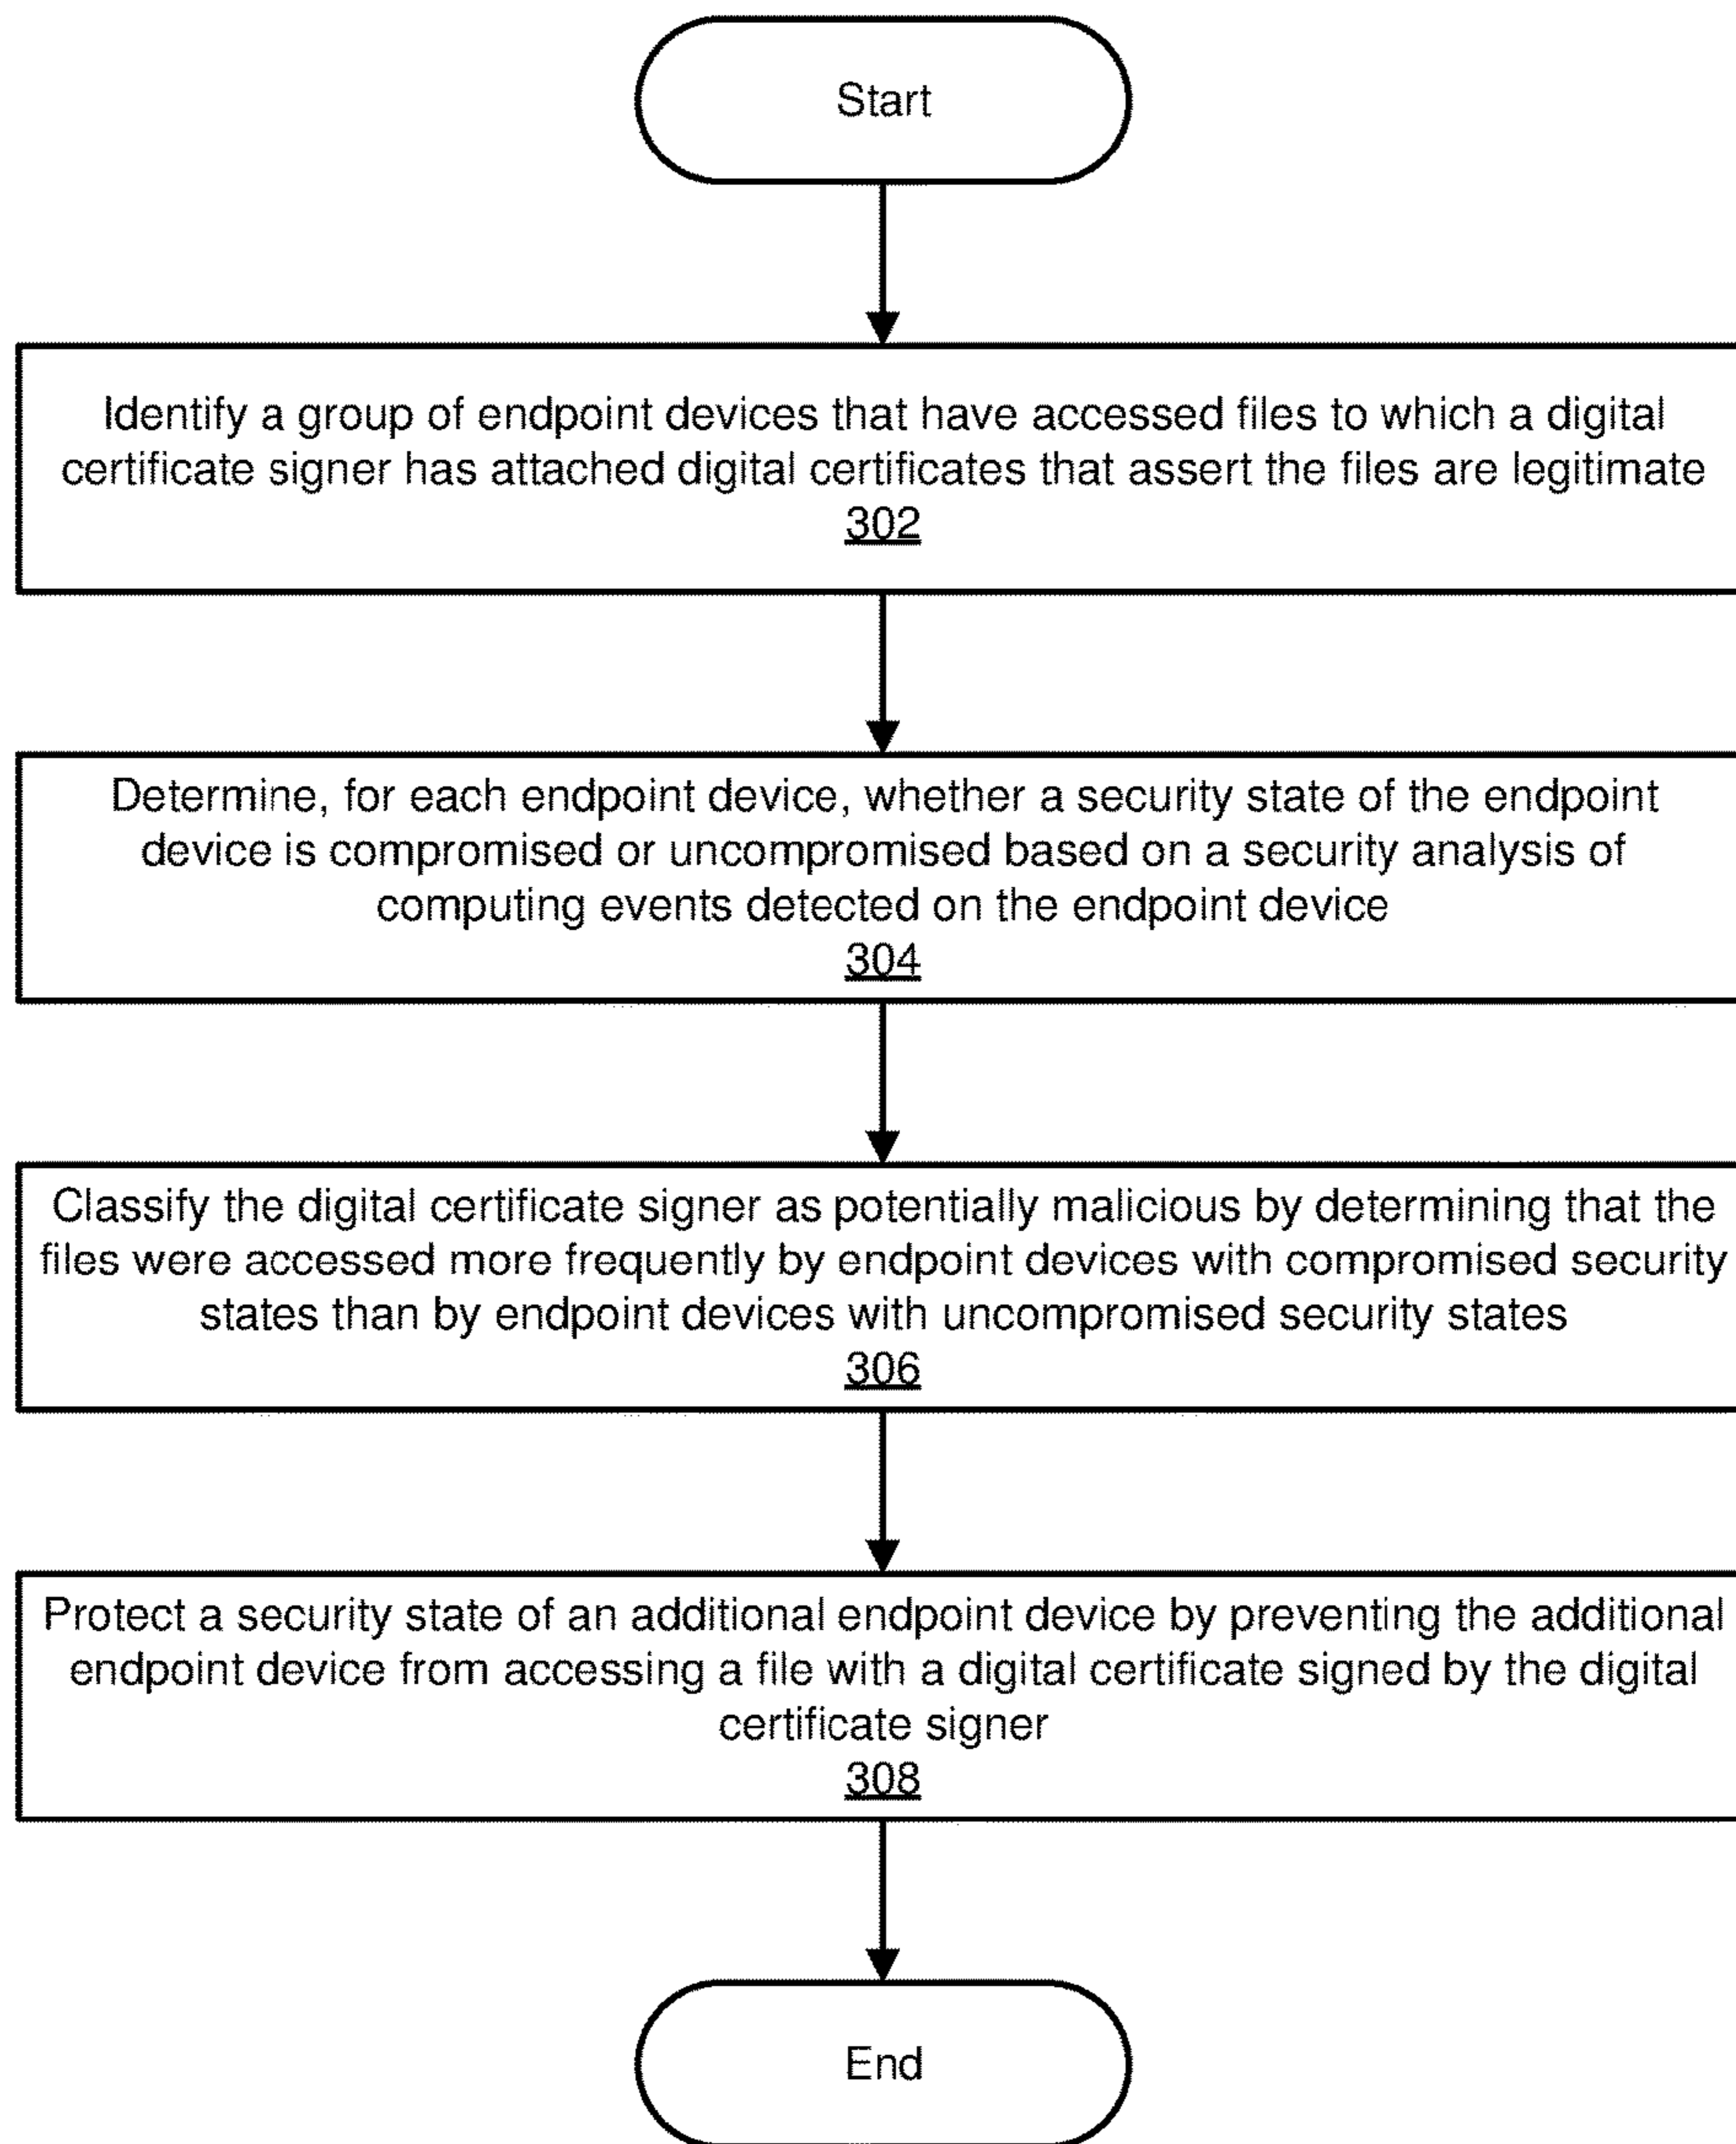 Start
Identify a group of endpoint devices that have accessed files to which a digital
certificate signer has attached digital certificates that assert the files are legitimate
302
Determine, for each endpoint device, whether a security state of the endpoint
device is compromised or uncompromised based on a security analysis of
computing events detected on the endpoint device
304
Classify the digital certificate signer as potentially malicious by determining that the
files were accessed more frequently by endpoint devices with compromised security
states than by endpoint devices with uncompromised security states
306
Protect a security state of an additional endpoint device by preventing the additional
endpoint device from accessing a file with a digital certificate signed by the digital
certificate signer
308
End